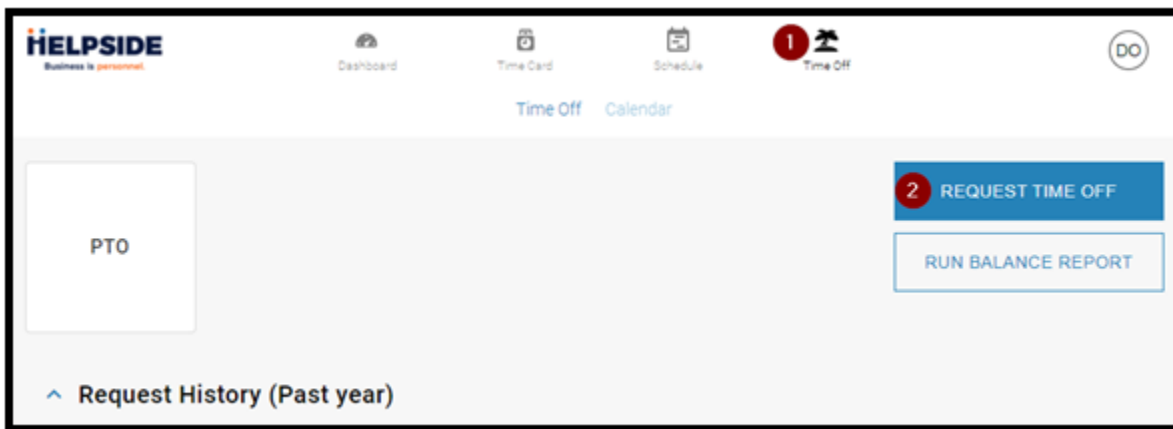 HELPSIDE
Business is personnel.
Dashboard
Time Card
Schedule
1
Time Off
DO
Time Off
Calendar
PTO
2 REQUEST TIME OFF
RUN BALANCE REPORT
Request History (Past year)